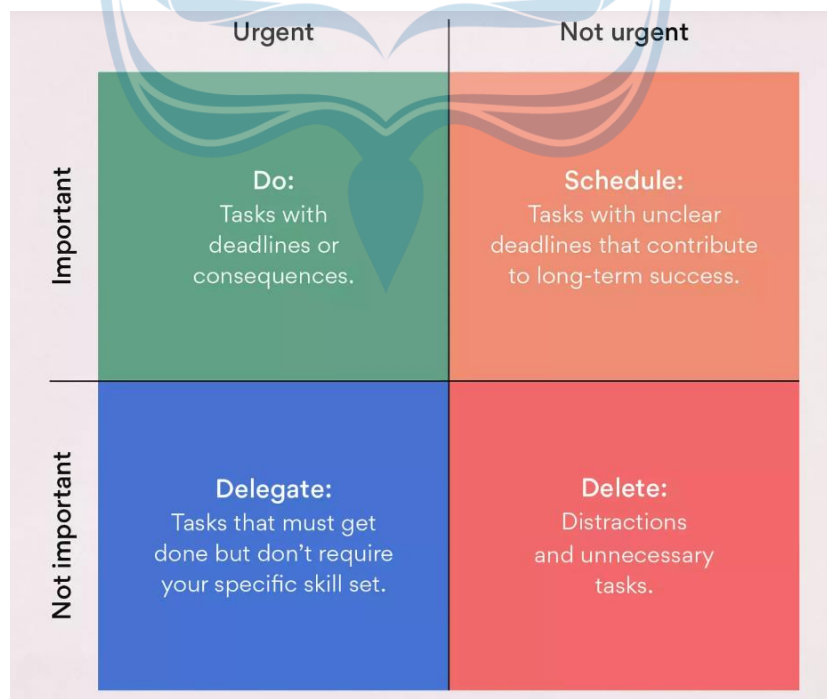 Urgent
Not urgent
Important
Do:
Tasks with
deadlines or
consequences.
Schedule:
Tasks with unclear
deadlines that contribute
to long-term success.
Not important
Delegate:
Tasks that must get
done but don’t require
your specific skill set.
Delete:
Distractions
and unnecessary
tasks.